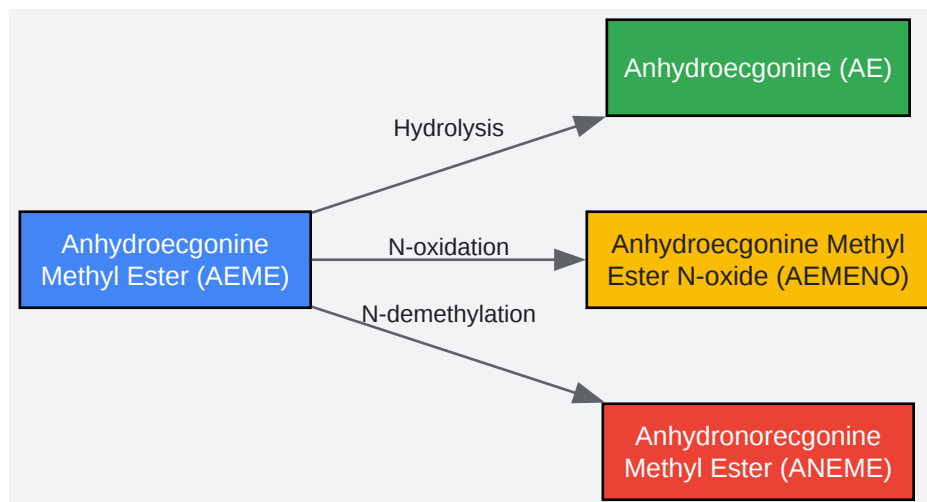 Anhydroecgonine (AE)
Hydrolysis
Anhydroecgonine
Methyl Ester (AEME)
N-oxidation
Anhydroecgonine Methyl
Ester N-oxide (AEMENO)
N-demethylation
Anhydronorecgonine
Methyl Ester (ANEME)